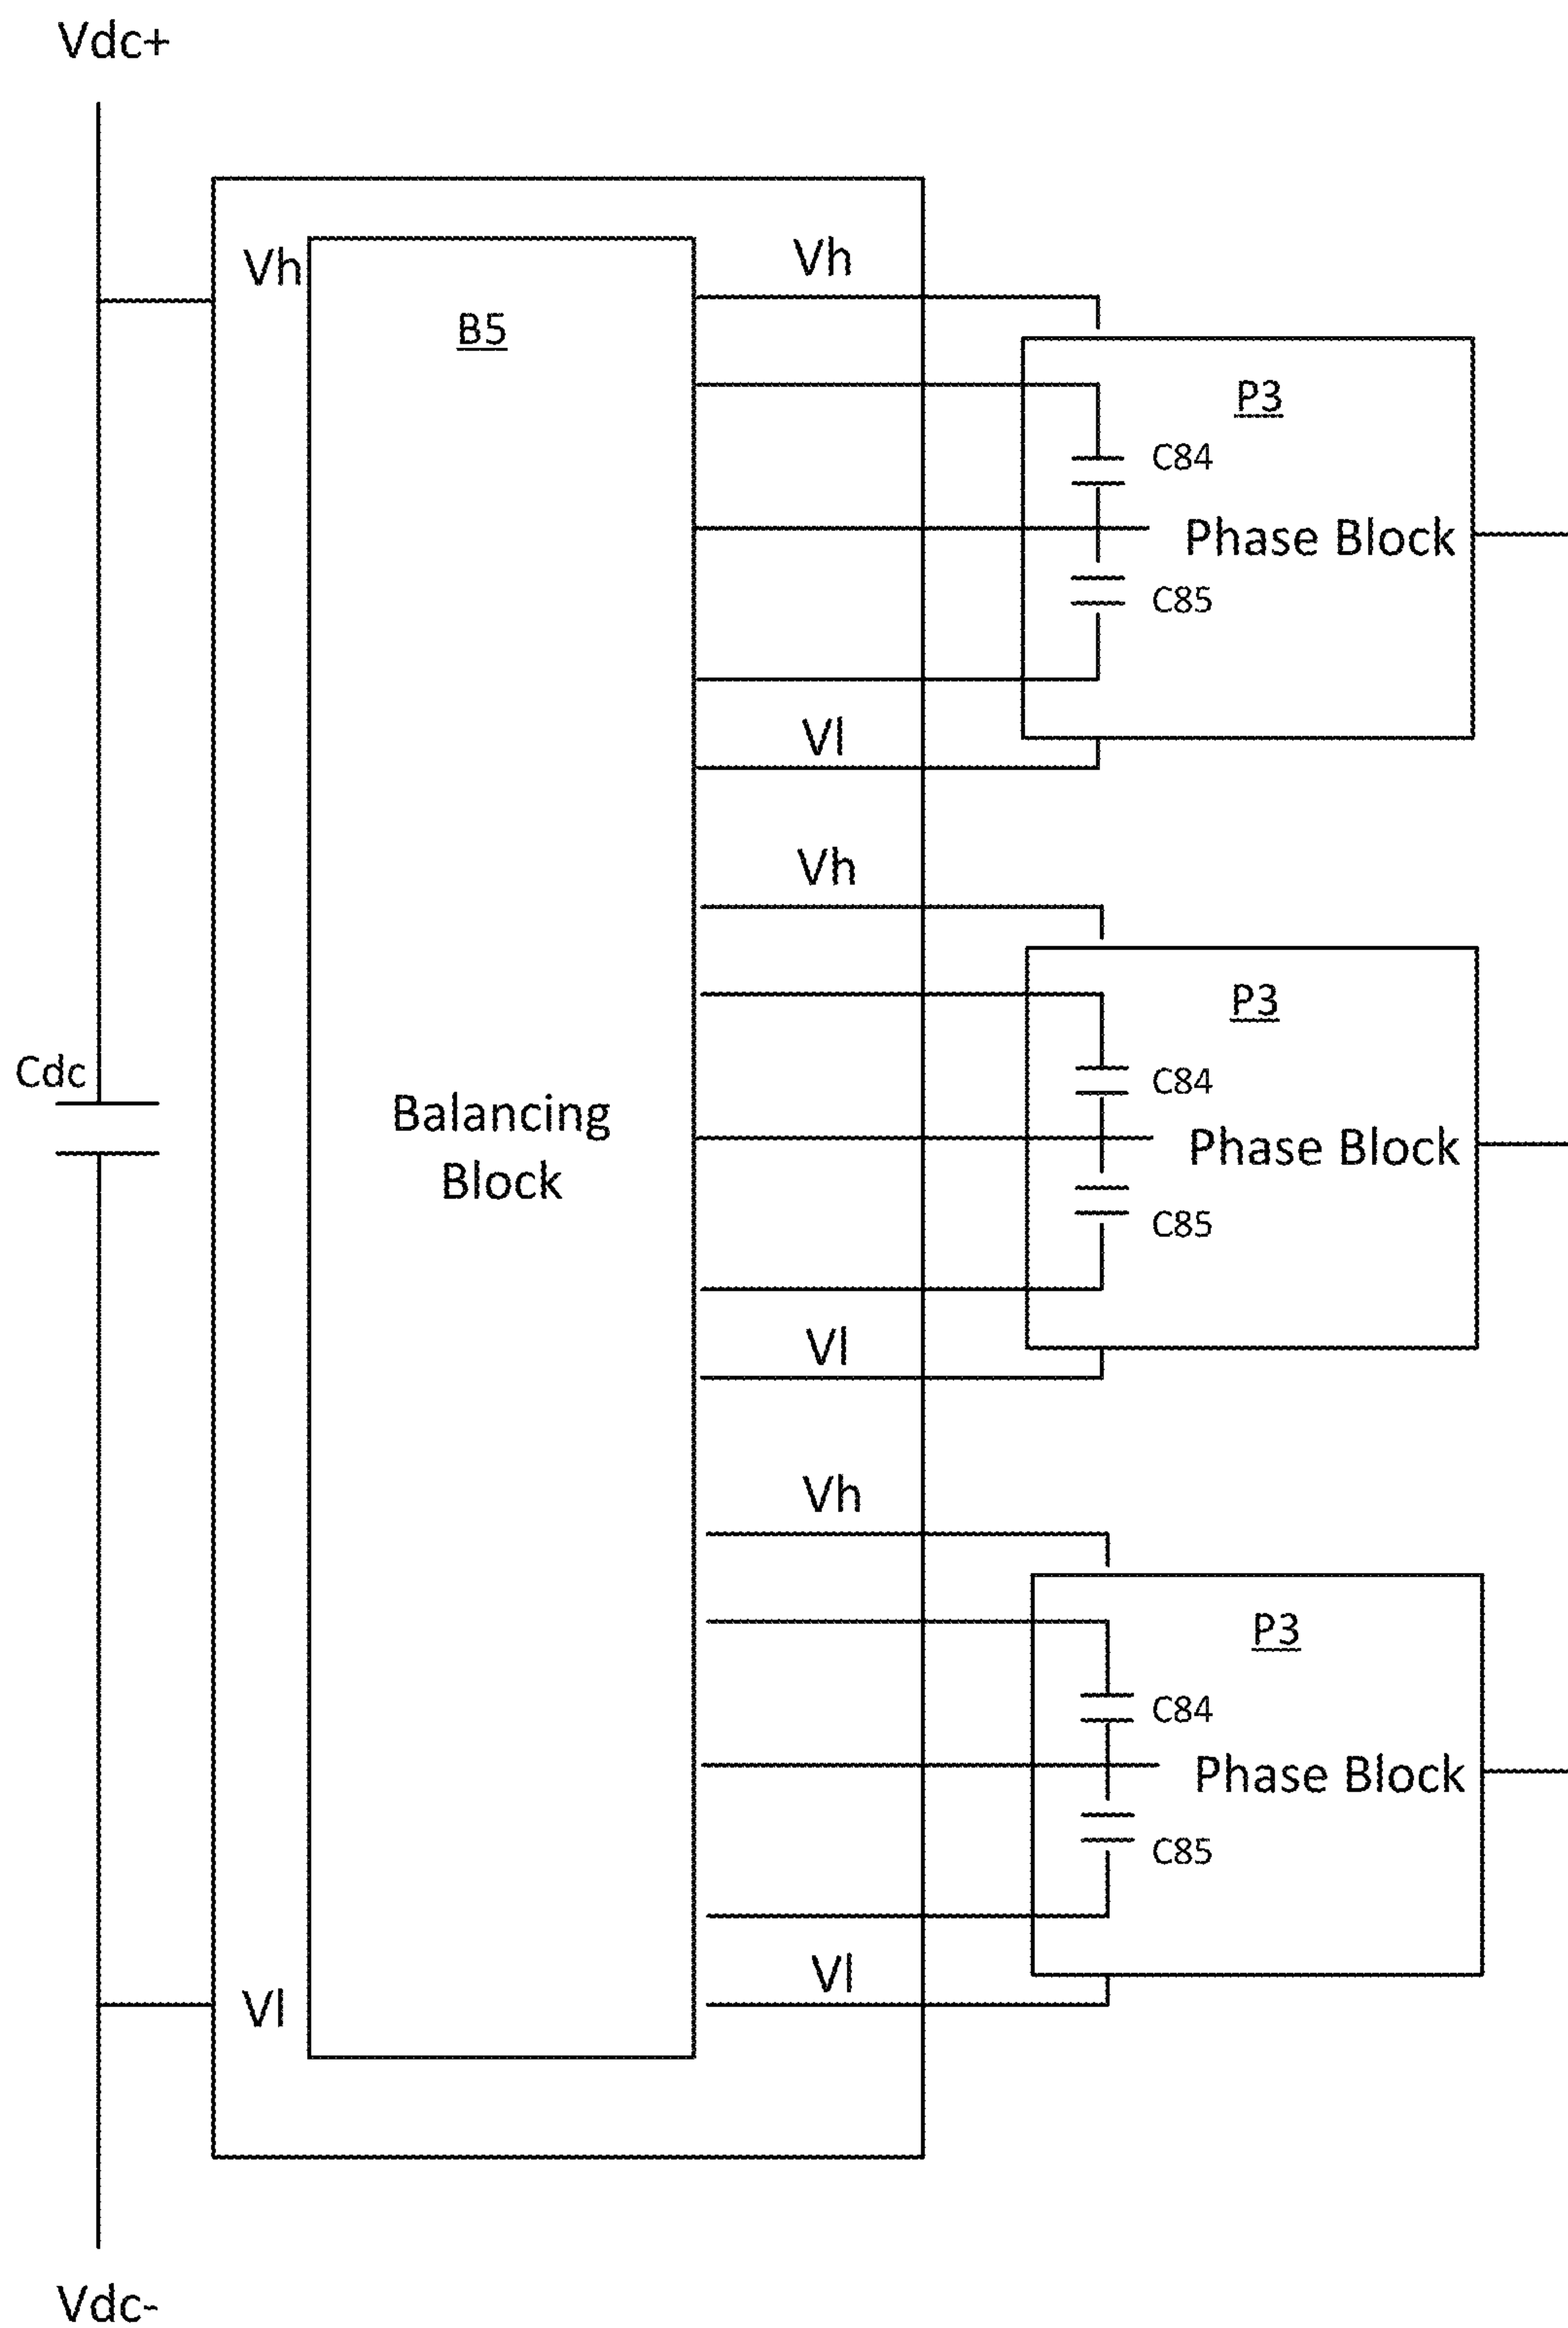 Vdc+
Vh
Vh
B5
P3
C84
Phase Block
C85
Vl
Vh
P3
Cdc
C84
Balancing
Block
Phase Block
C85
Vl
Vh
P3
C84
Phase Block
C85
Vl
Vl
Vdc-